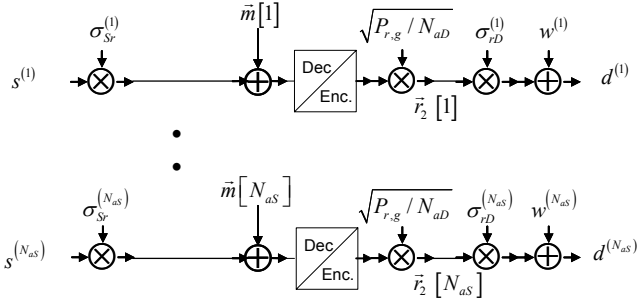 σ_{Sr}^{(1)}
m⃗[1]
√(P_{r,g} / N_{aD})
σ_{rD}^{(1)}
w^{(1)}
s^{(1)}
Dec
Enc.
d^{(1)}
r⃗_2 [1]
σ_{Sr}^{(N_{aS})}
m⃗[N_{aS}]
√(P_{r,g} / N_{aD})
σ_{rD}^{(N_{aS})}
w^{(N_{aS})}
s^{(N_{aS})}
Dec
Enc.
d^{(N_{aS})}
r⃗_2 [N_{aS}]